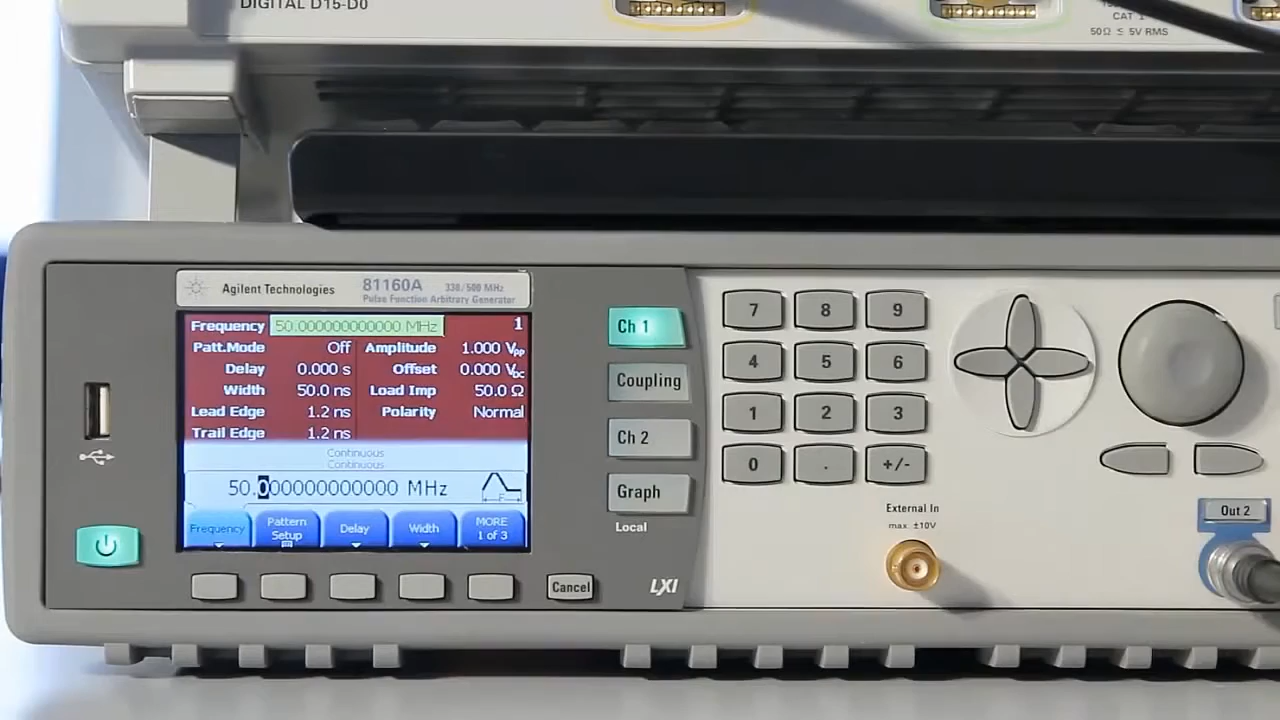 DIGITAL D15-D0
CAT
50Ω ≤ 5V RMS
Agilent Technologies
81160A 330/500 MHz
Pulse Function Arbitrary Generator
Frequency 50.000000000000 MHz 1
Patt.Mode Off Amplitude 1.000 Vpp
Delay 0.000 s Offset 0.000 Vdc
Width 50.0 ns Load Imp 50.0 Ω
Lead Edge 1.2 ns Polarity Normal
Trail Edge 1.2 ns
Continuous
Continuous
50.000000000000 MHz
Frequency Pattern Setup Delay Width MORE 1 of 3
Cancel
LXI
Ch 1
Coupling
Ch 2
Graph
Local
7 8 9
4 5 6
1 2 3
0 . +/-
External In
max. ±10V
Out 2